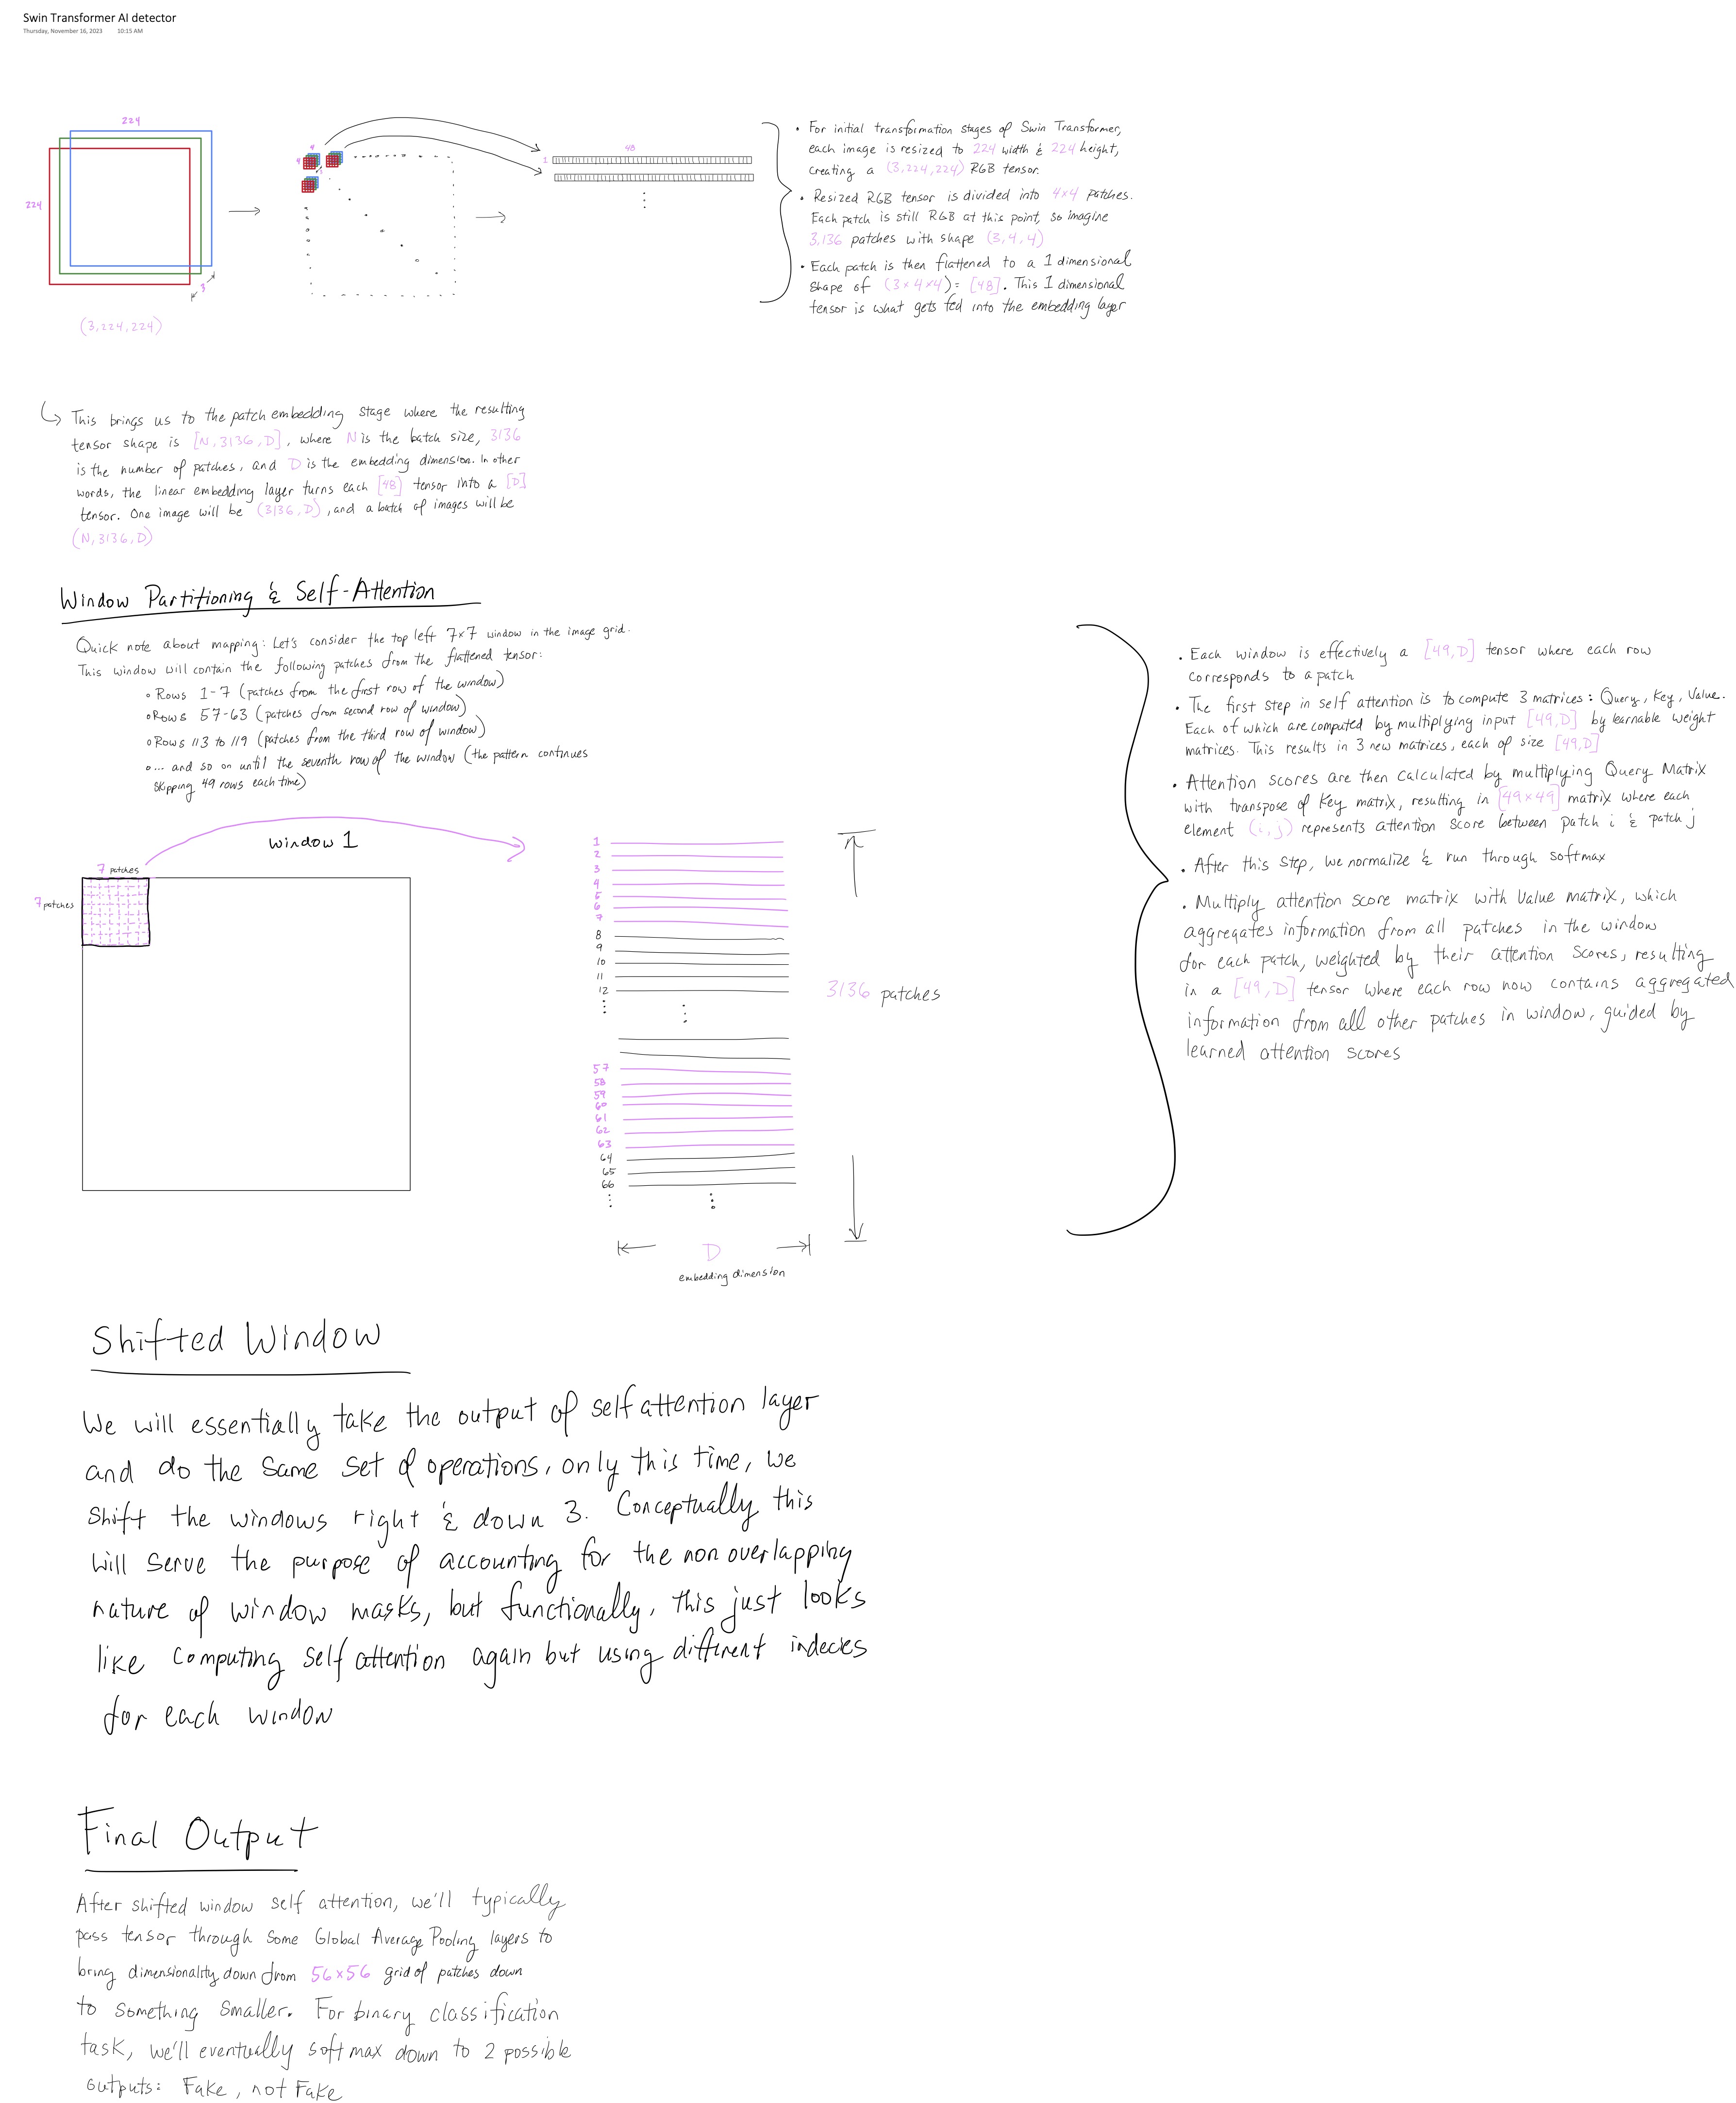 Swin Transformer AI detector
Thursday, November 16, 2023 10:15 AM
224
224
3
(3,224,224)
4
4
3
48
1
• For initial transformation stages of Swin Transformer,
each image is resized to 224 width & 224 height,
creating a (3,224,224) RGB tensor.
• Resized RGB tensor is divided into 4x4 patches.
Each patch is still RGB at this point, so imagine
3,136 patches with shape (3,4,4)
• Each patch is then flattened to a 1 dimensional
shape of (3×4×4)= [48]. This 1 dimensional
tensor is what gets fed into the embedding layer
This brings us to the patch embedding stage where the resulting
tensor shape is [N,3136,D], where N is the batch size, 3136
is the number of patches, and D is the embedding dimension. In other
words, the linear embedding layer turns each [48] tensor into a [D]
tensor. One image will be (3136,D), and a batch of images will be
(N,3136,D)
Window Partitioning & Self-Attention
Quick note about mapping: Let's consider the top left 7x7 window in the image grid.
This window will contain the following patches from the flattened tensor:
• Rows 1-7 (patches from the first row of the window)
• Rows 57-63 (patches from second row of window)
• Rows 113 to 119 (patches from the third row of window)
• ... and so on until the seventh row of the window (the pattern continues
skipping 49 rows each time)
window 1
7 patches
7 patches
1
2
3
4
5
6
7
8
9
10
11
12
57
58
59
60
61
62
63
64
65
66
3136 patches
D
embedding dimension
• Each window is effectively a [49,D] tensor where each row
corresponds to a patch
• The first step in self attention is to compute 3 matrices: Query, Key, Value.
Each of which are computed by multiplying input [49,D] by learnable weight
matrices. This results in 3 new matrices, each of size [49,D]
• Attention scores are then calculated by multiplying Query Matrix
with transpose of Key matrix, resulting in [49x49] matrix where each
element (i,j) represents attention score between patch i & patch j
• After this step, we normalize & run through softmax
• Multiply attention score matrix with Value matrix, which
aggregates information from all patches in the window
for each patch, weighted by their attention scores, resulting
in a [49,D] tensor where each row now contains aggregated
information from all other patches in window, guided by
learned attention scores
Shifted Window
We will essentially take the output of self attention layer
and do the same set of operations, only this time, we
shift the windows right & down 3. Conceptually this
will serve the purpose of accounting for the non overlapping
nature of window masks, but functionally, this just looks
like computing self attention again but using different indecies
for each window
Final Output
After shifted window self attention, we'll typically
pass tensor through some Global Average Pooling layers to
bring dimensionality down from 56x56 grid of patches down
to something smaller. For binary classification
task, we'll eventually softmax down to 2 possible
outputs: Fake, not Fake